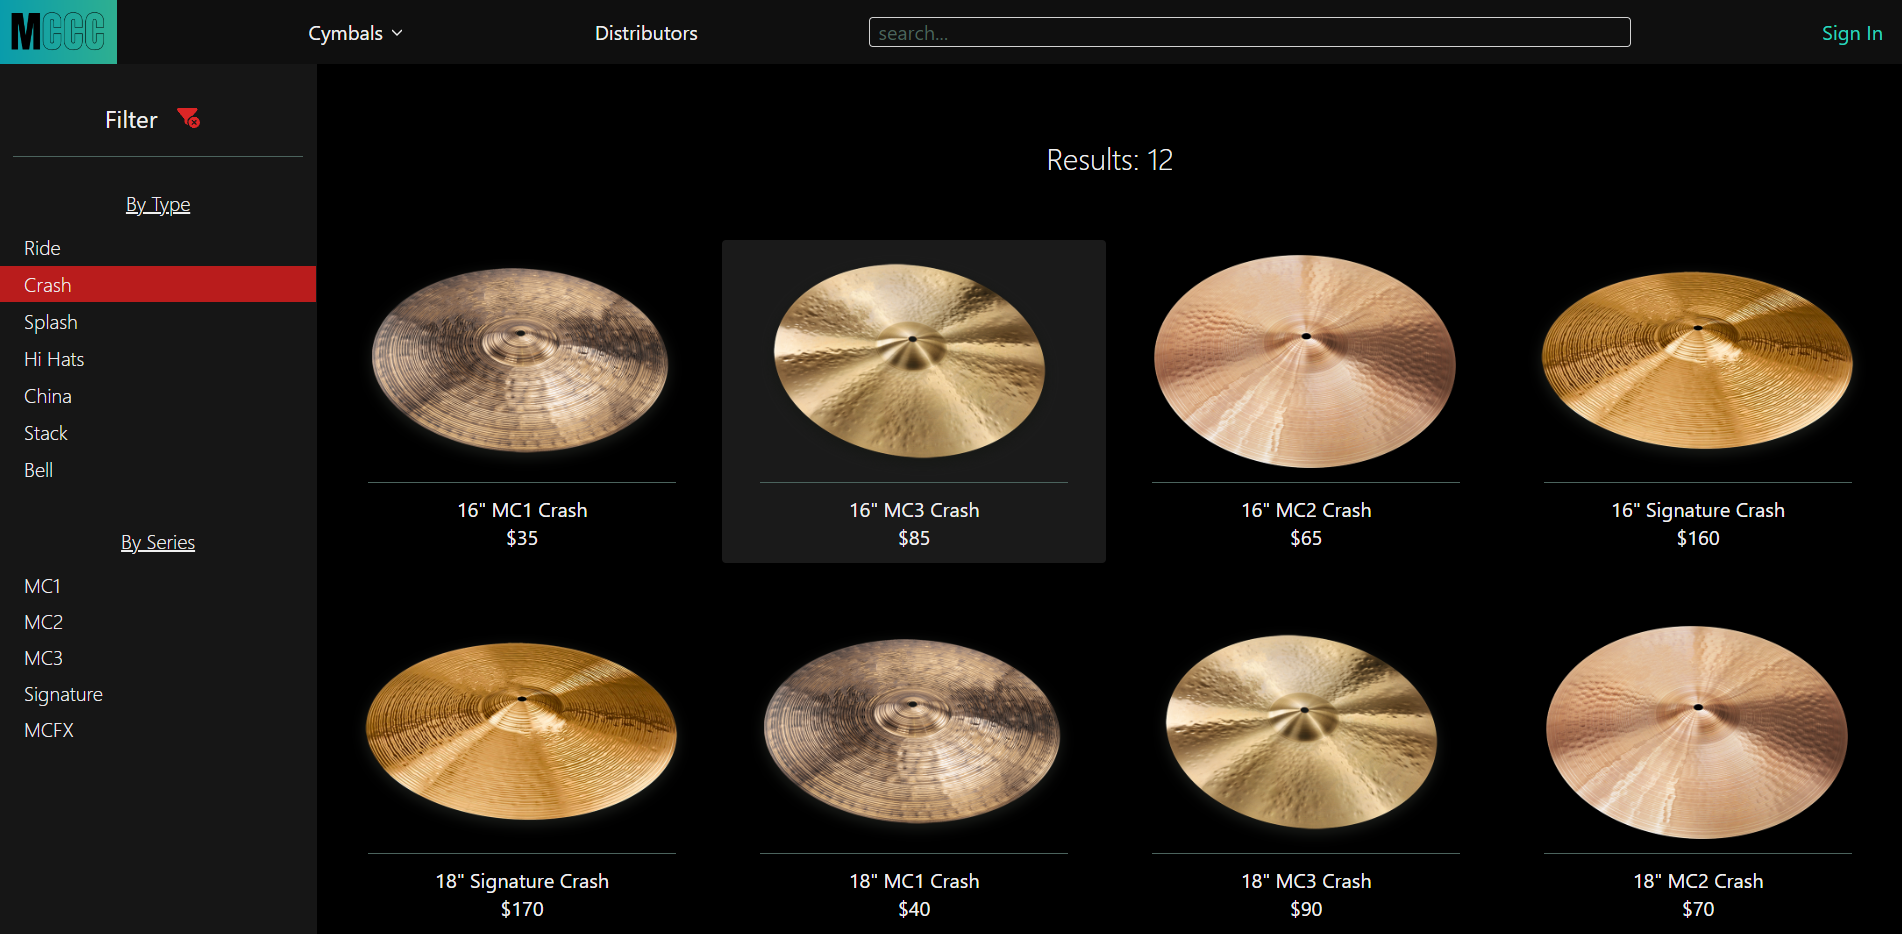 MCCC
Cymbals
Distributors
search...
Sign In
Filter
By Type
Ride
Crash
Splash
Hi Hats
China
Stack
Bell
By Series
MC1
MC2
MC3
Signature
MCFX
Results: 12
16" MC1 Crash
$35
16" MC3 Crash
$85
16" MC2 Crash
$65
16" Signature Crash
$160
18" Signature Crash
$170
18" MC1 Crash
$40
18" MC3 Crash
$90
18" MC2 Crash
$70